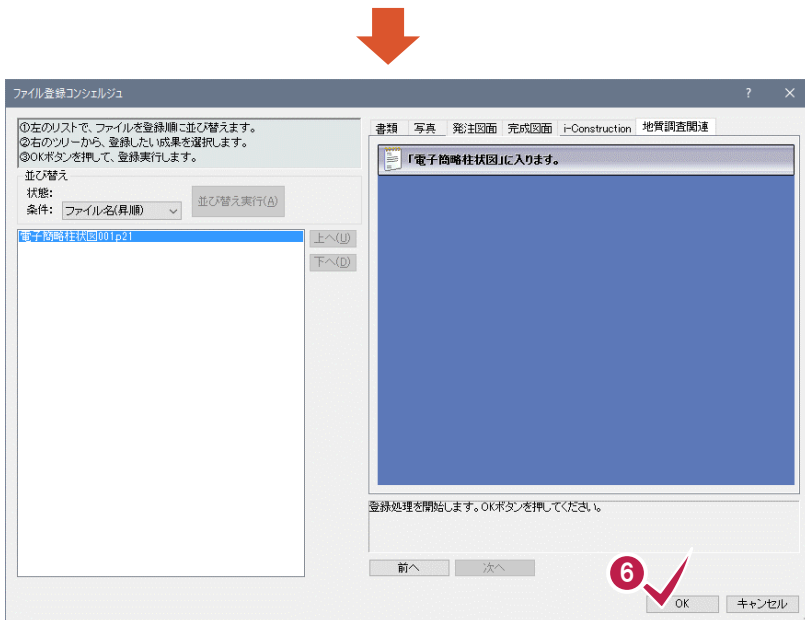 ファイル登録コンシェルジュ
? ×
①左のリストで、ファイルを登録順に並び替えます。
②右のツリーから、登録したい成果を選択します。
③OKボタンを押して、登録実行します。
並び替え
状態:
条件: ファイル名(昇順)
並び替え実行(A)
電子簡略柱状図001p21
上へ(U)
下へ(D)
書類 写真 発注図面 完成図面 i-Construction 地質調査関連
「電子簡略柱状図」に入ります。
登録処理を開始します。OKボタンを押してください。
前へ 次へ
6
OK キャンセル